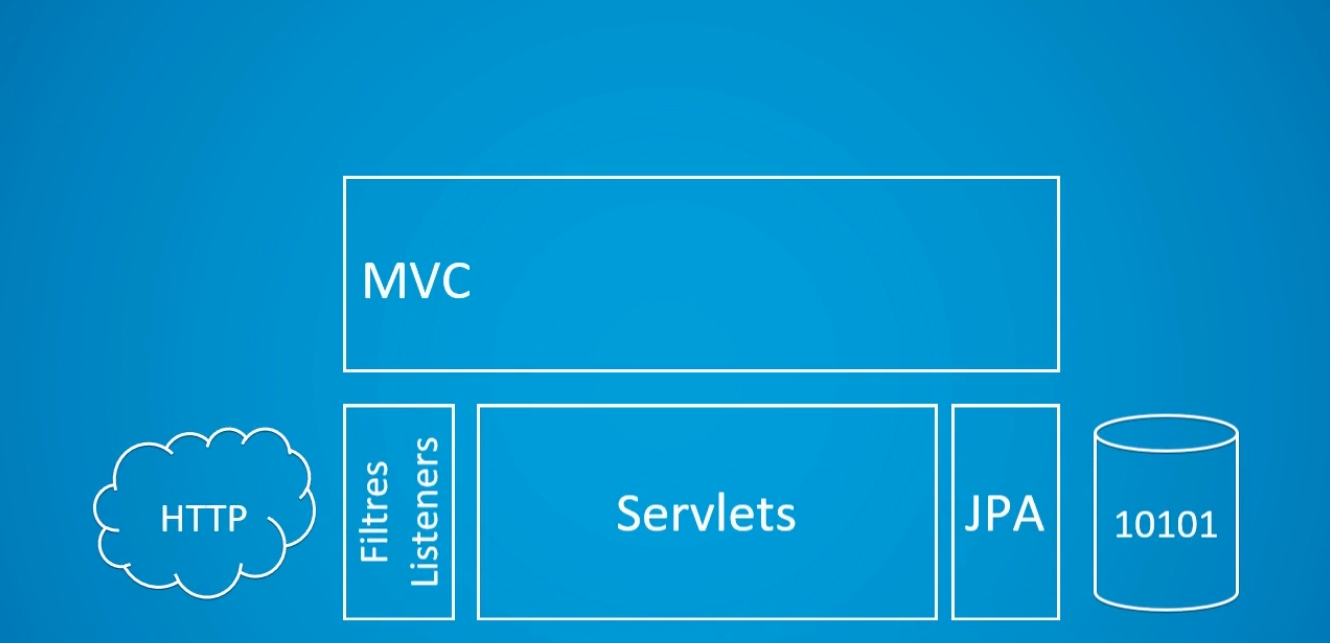 MVC
HTTP
Filtres
Listeners
Servlets
JPA
10101